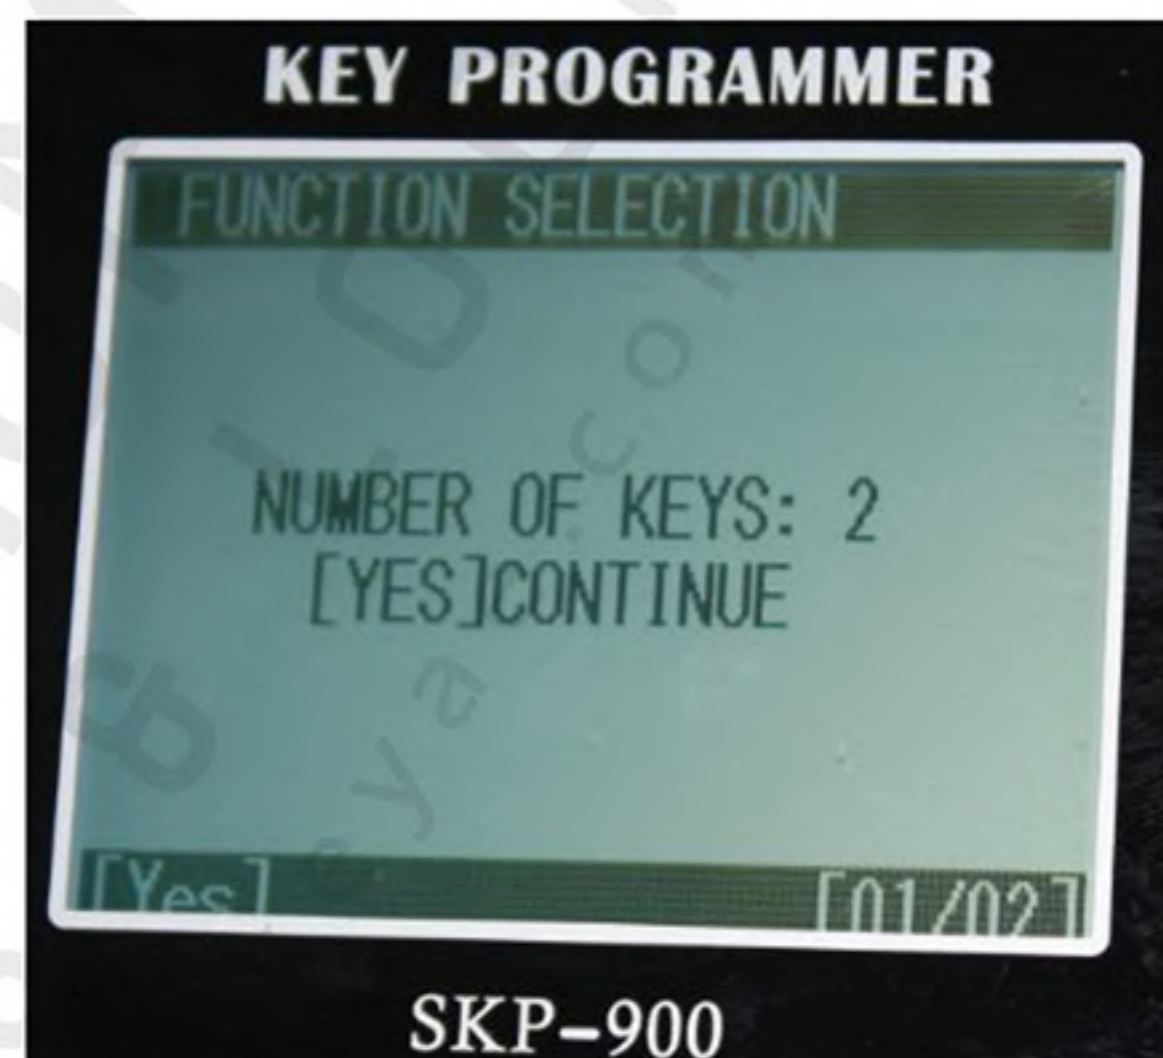 KEY PROGRAMMER
FUNCTION SELECTION
NUMBER OF KEYS: 2
[YES]CONTINUE
[Yes] [01/02]
SKP-900